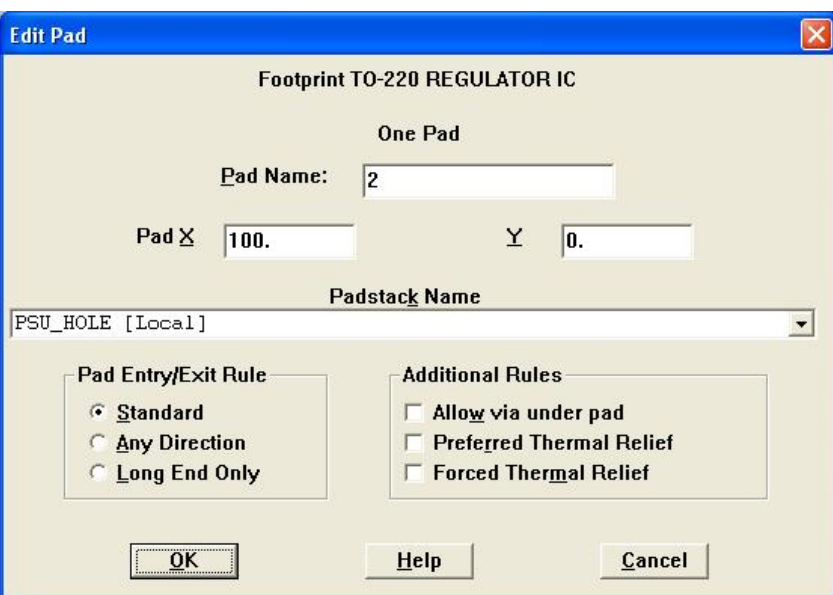 Edit Pad
Footprint TO-220 REGULATOR IC
One Pad
Pad Name: 2
Pad X 100. Y 0.
Padstack Name
PSU_HOLE [Local]
Pad Entry/Exit Rule
Standard
Any Direction
Long End Only
Additional Rules
Allow via under pad
Preferred Thermal Relief
Forced Thermal Relief
OK Help Cancel